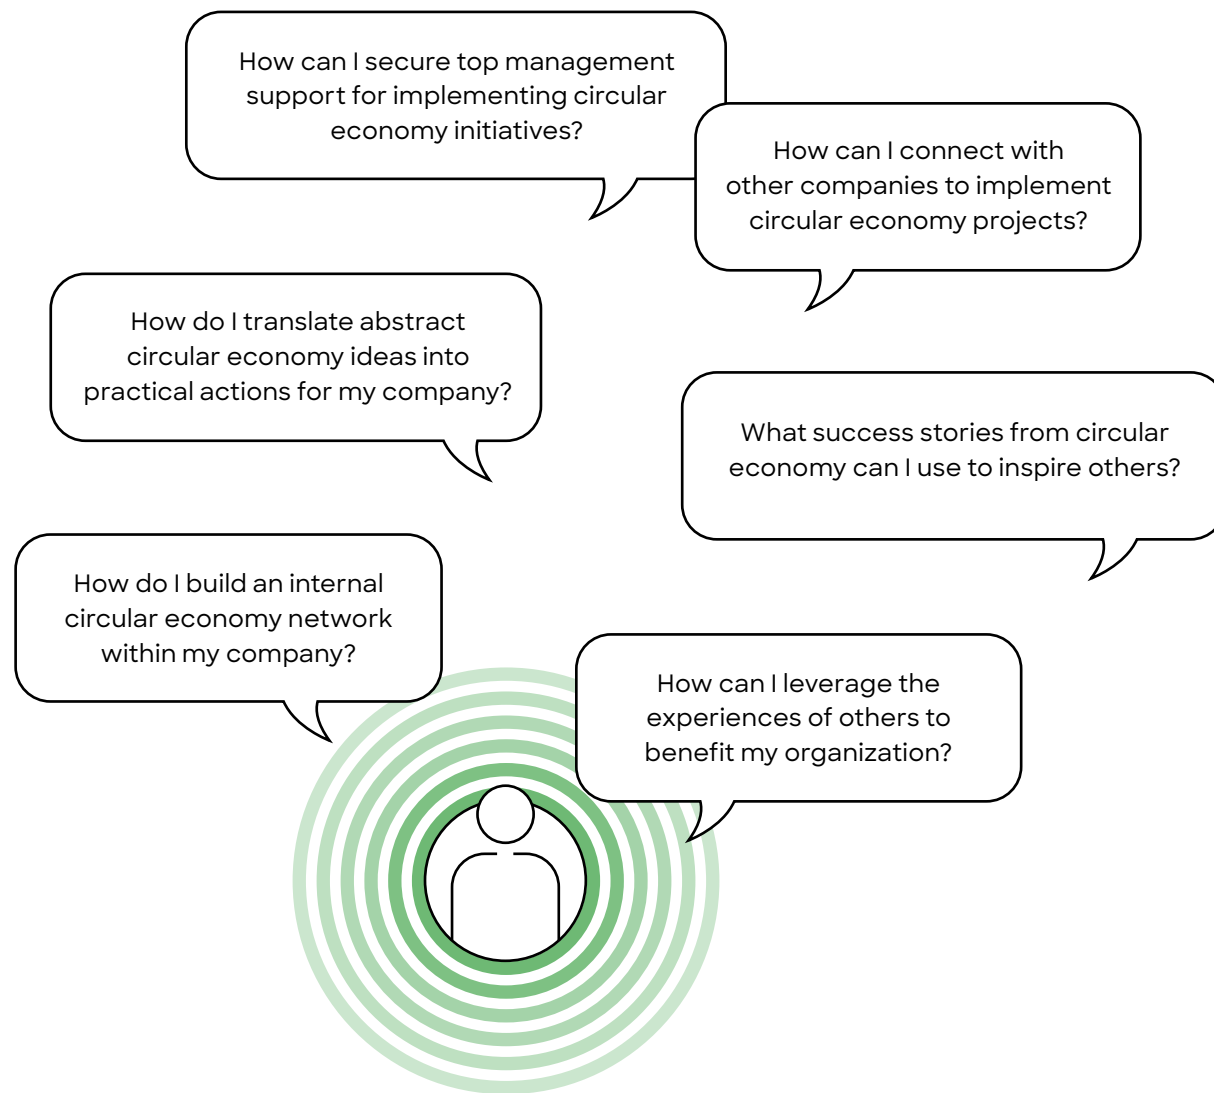 How can I secure top management
support for implementing circular
economy initiatives?
How can I connect with
other companies to implement
circular economy projects?
How do I translate abstract
circular economy ideas into
practical actions for my company?
What success stories from circular
economy can I use to inspire others?
How do I build an internal
circular economy network
within my company?
How can I leverage the
experiences of others to
benefit my organization?